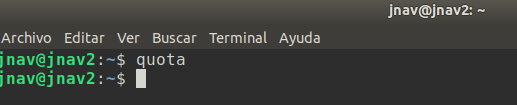 jnav@jnav2: ~
Archivo Editar Ver Buscar Terminal Ayuda
jnav@jnav2:~$ quota
jnav@jnav2:~$